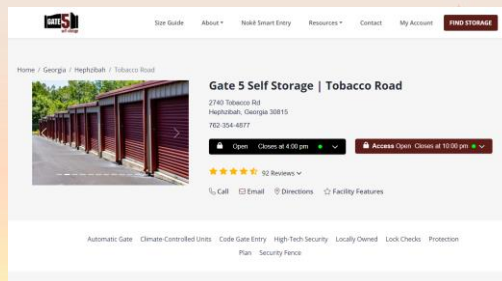 GATE 5
self storage
Size Guide About Nokē Smart Entry Resources Contact My Account FIND STORAGE
Home / Georgia / Hephzibah / Tobacco Road
Gate 5 Self Storage | Tobacco Road
2740 Tobacco Rd
Hephzibah, Georgia 30815
762-354-4877
Open Closes at 4:00 pm
Access Open Closes at 10:00 pm
92 Reviews
Call Email Directions Facility Features
Automatic Gate Climate-Controlled Units Code Gate Entry High-Tech Security Locally Owned Lock Checks Protection
Plan Security Fence